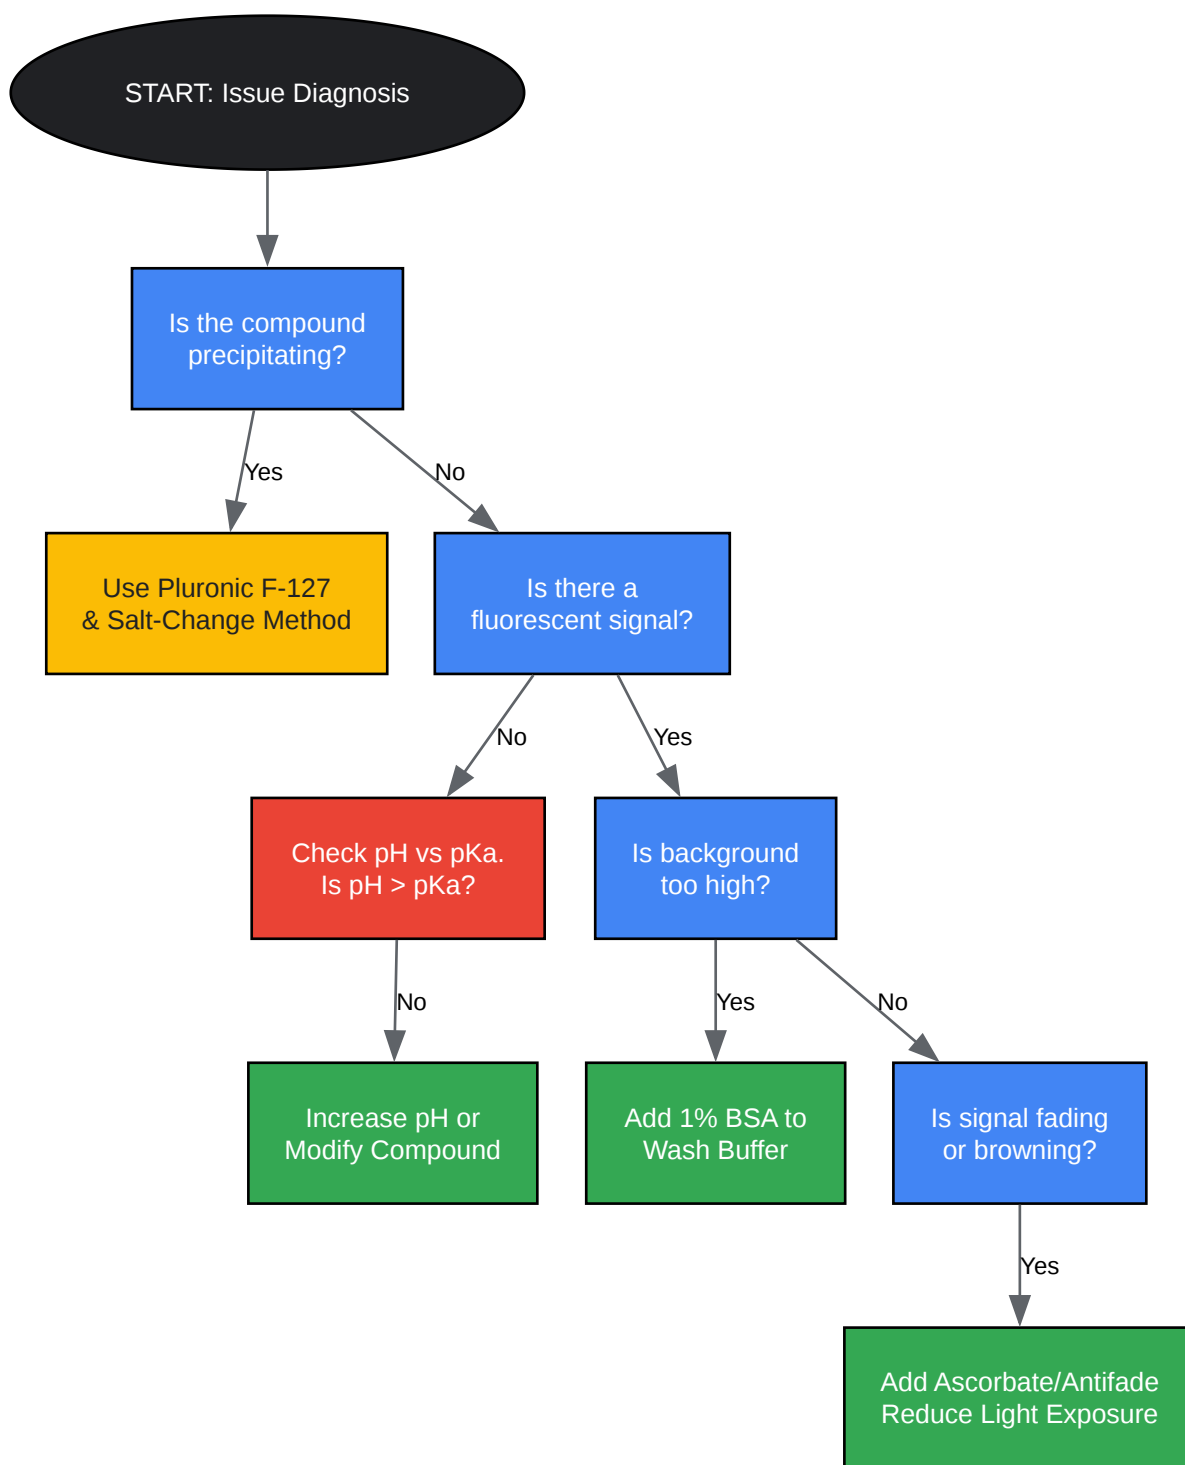 START: Issue Diagnosis
Is the compound
precipitating?
Yes
No
Use Pluronic F-127
& Salt-Change Method
Is there a
fluorescent signal?
No
Yes
Check pH vs pKa.
Is pH > pKa?
Is background
too high?
No
Yes
No
Increase pH or
Modify Compound
Add 1% BSA to
Wash Buffer
Is signal fading
or browning?
Yes
Add Ascorbate/Antifade
Reduce Light Exposure